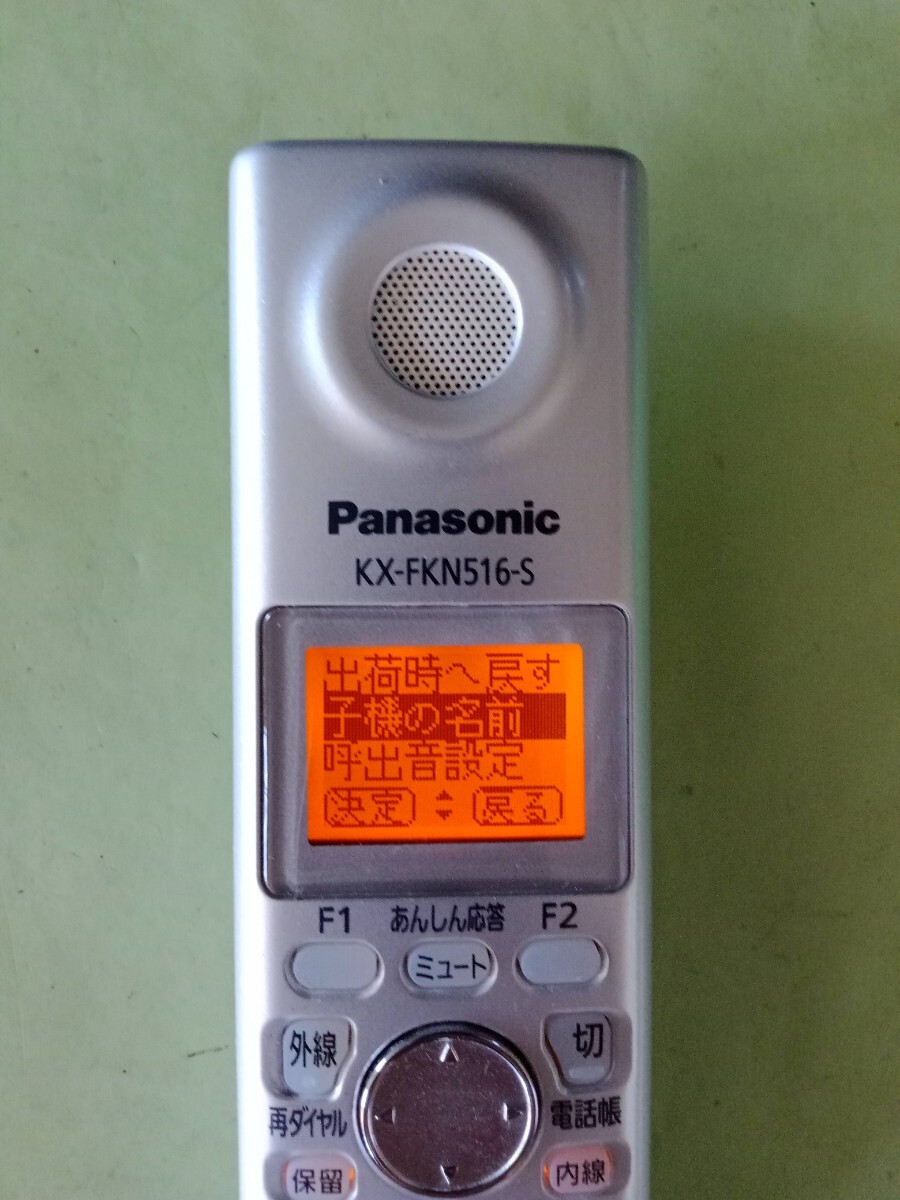 Panasonic
KX-FKN516-S
出荷時へ戻す
子機の名前
呼出音設定
決定 戻る
F1 あんしん応答 F2
ミュート
外線 切
再ダイヤル 電話帳
保留 内線